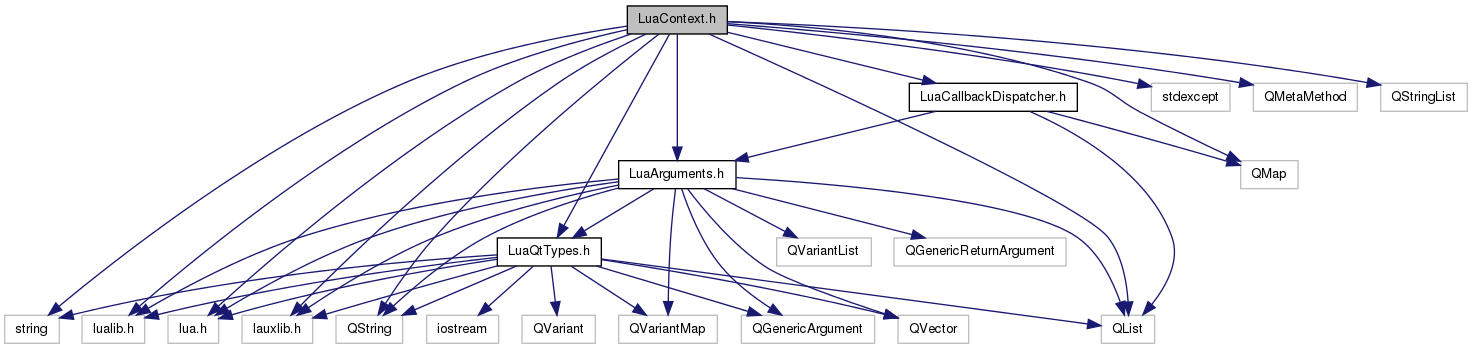 LuaContext.h
LuaCallbackDispatcher.h
stdexcept
QMetaMethod
QStringList
LuaArguments.h
QMap
LuaQtTypes.h
QVariantList
QGenericReturnArgument
string
lualib.h
lua.h
lauxlib.h
QString
iostream
QVariant
QVariantMap
QGenericArgument
QVector
QList